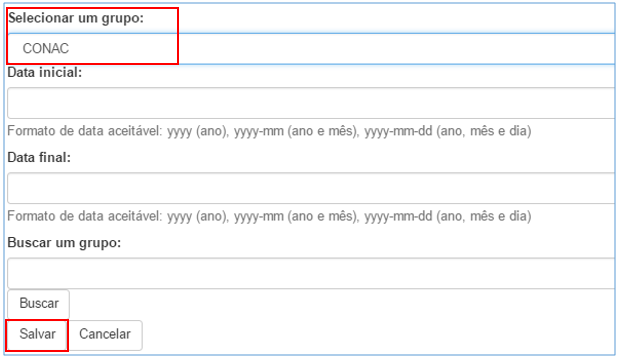 Selecionar um grupo:
CONAC
Data inicial:
Formato de data aceitável: yyyy (ano), yyyy-mm (ano e mês), yyyy-mm-dd (ano, mês e dia)
Data final:
Formato de data aceitável: yyyy (ano), yyyy-mm (ano e mês), yyyy-mm-dd (ano, mês e dia)
Buscar um grupo:
Buscar
Salvar Cancelar